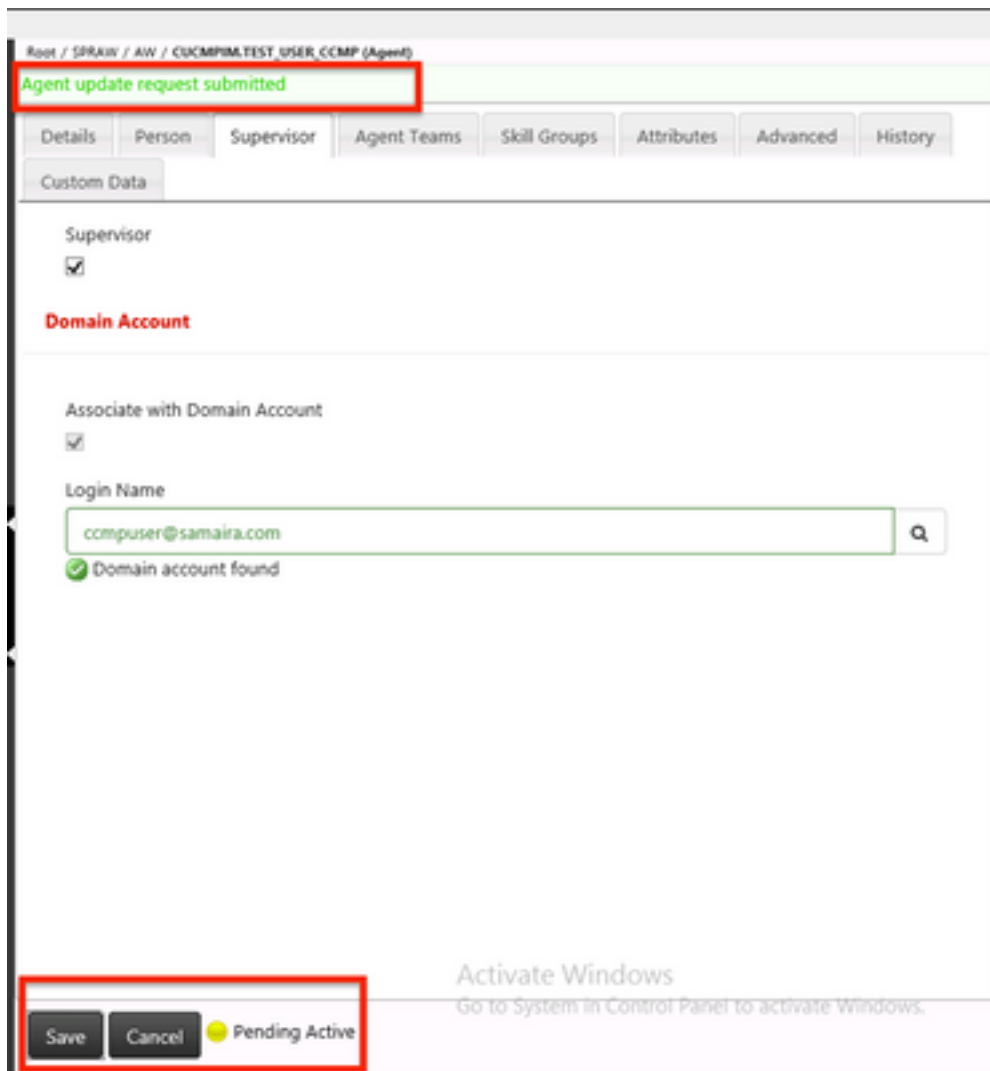 Root / SPRAW / AW / CUCMPIM.TEST_USER_CCMP (Agent)
Agent update request submitted
Details Person Supervisor Agent Teams Skill Groups Attributes Advanced History
Custom Data
Supervisor
Domain Account
Associate with Domain Account
Login Name
ccmpuser@samaira.com
Domain account found
Activate Windows
Go to System in Control Panel to activate Windows.
Save Cancel Pending Active